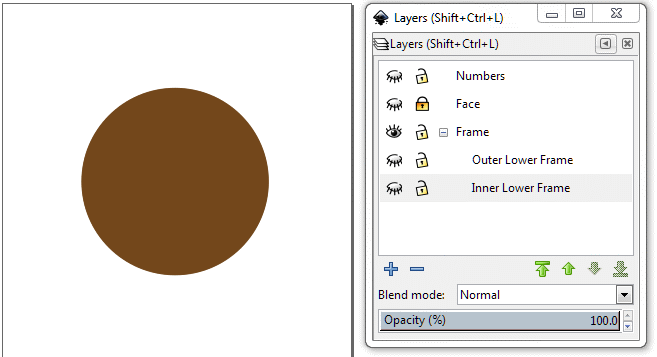 Layers (Shift+Ctrl+L)
Layers (Shift+Ctrl+L)
Numbers
Face
Frame
Outer Lower Frame
Inner Lower Frame
Blend mode: Normal
Opacity (%) 100.0